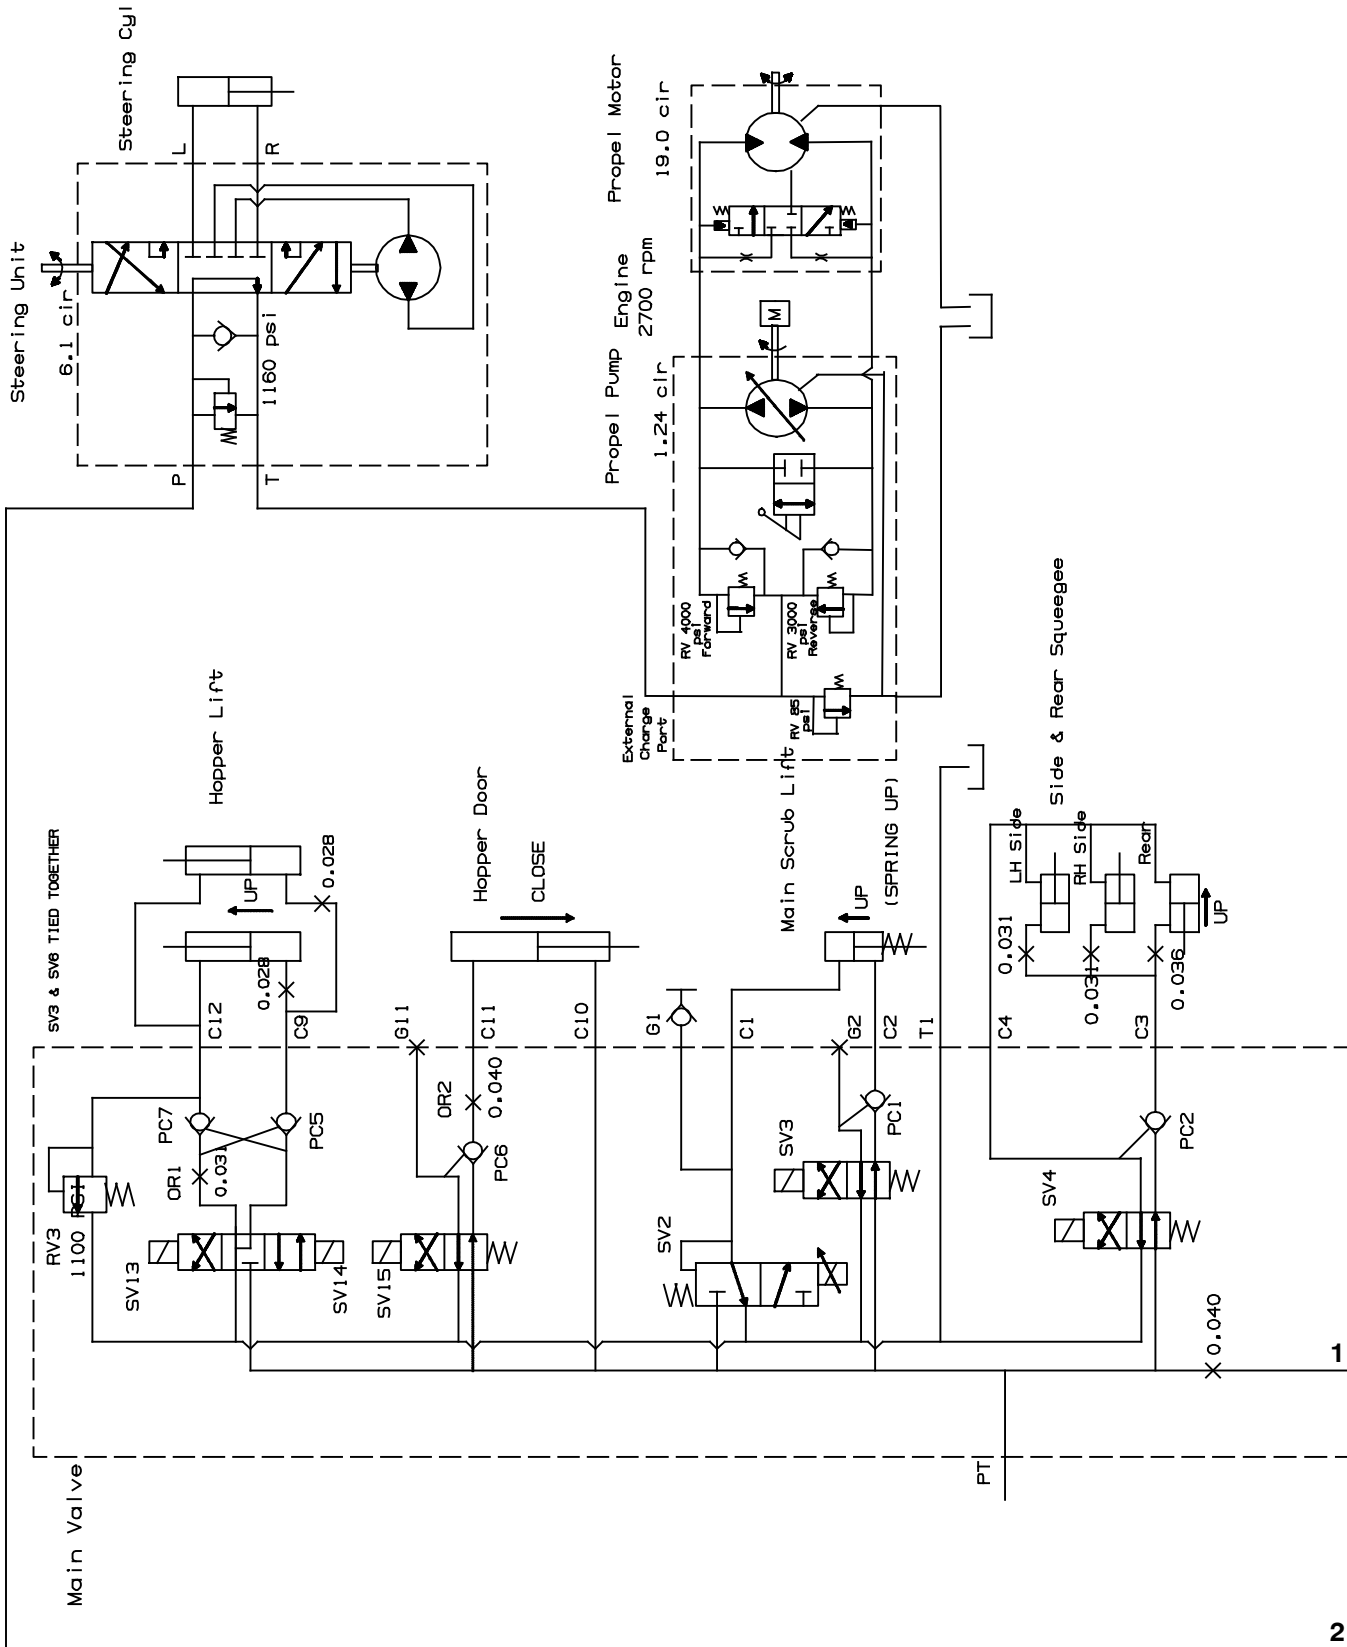 Steering Cyl
L
R
Steering Unit
6.1 cir
1160 psi
P
T
Propel Motor
19.0 cir
Engine
2700 rpm
M
Propel Pump
1.24 cir
RV 4000
psi
Forward
RV 3000
psi
Reverse
RV 85
psi
External
Charge
Port
Hopper Lift
SV3 & SV6 TIED TOGETHER
0.028
UP
0.028
C12
C9
PC7
PC5
OR1
0.031
RV3
1100 PSI
SV13
SV14
Hopper Door
CLOSE
G11
C11
C10
OR2
0.040
PC6
SV15
Main Scrub Lift
(SPRING UP)
UP
G1
C1
G2
C2
T1
SV3
PC1
SV2
Side & Rear Squeegee
LH Side
RH Side
Rear
0.031
0.031
0.036
UP
C4
C3
PC2
SV4
0.040
PT
Main Valve
1
2